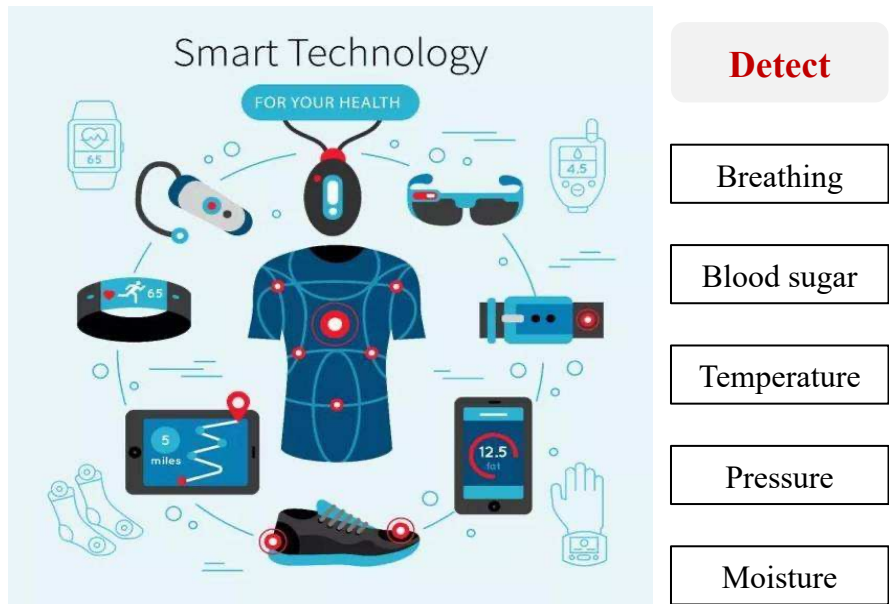 Smart Technology
FOR YOUR HEALTH
65
4.5
65
5
miles
12.5
fat
Detect
Breathing
Blood sugar
Temperature
Pressure
Moisture